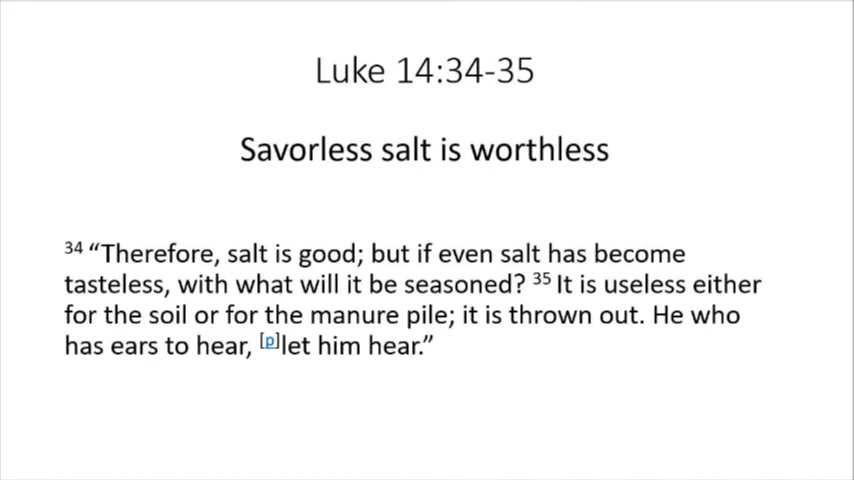 Luke 14:34-35
Savorless salt is worthless
34 “Therefore, salt is good; but if even salt has become
tasteless, with what will it be seasoned? 35 It is useless either
for the soil or for the manure pile; it is thrown out. He who
has ears to hear, [p]let him hear.”